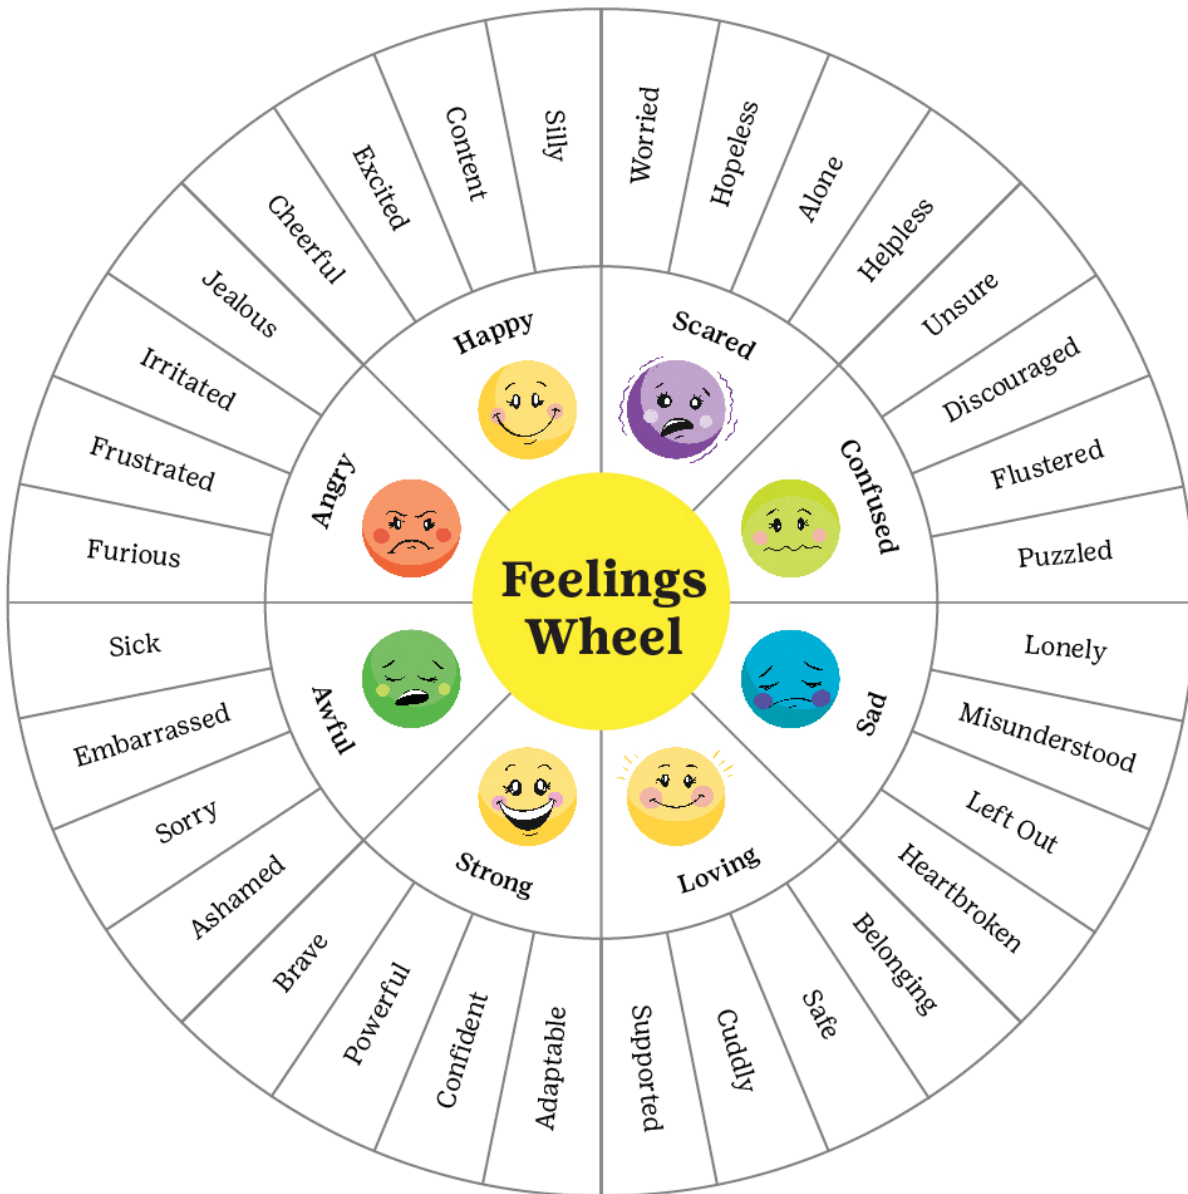 Feelings
Wheel
Happy
Scared
Confused
Sad
Loving
Strong
Awful
Angry
Silly
Worried
Hopeless
Alone
Helpless
Unsure
Discouraged
Flustered
Puzzled
Lonely
Misunderstood
Left Out
Heartbroken
Belonging
Safe
Cuddly
Supported
Adaptable
Confident
Powerful
Brave
Ashamed
Sorry
Embarrassed
Sick
Furious
Frustrated
Irritated
Jealous
Cheerful
Excited
Content